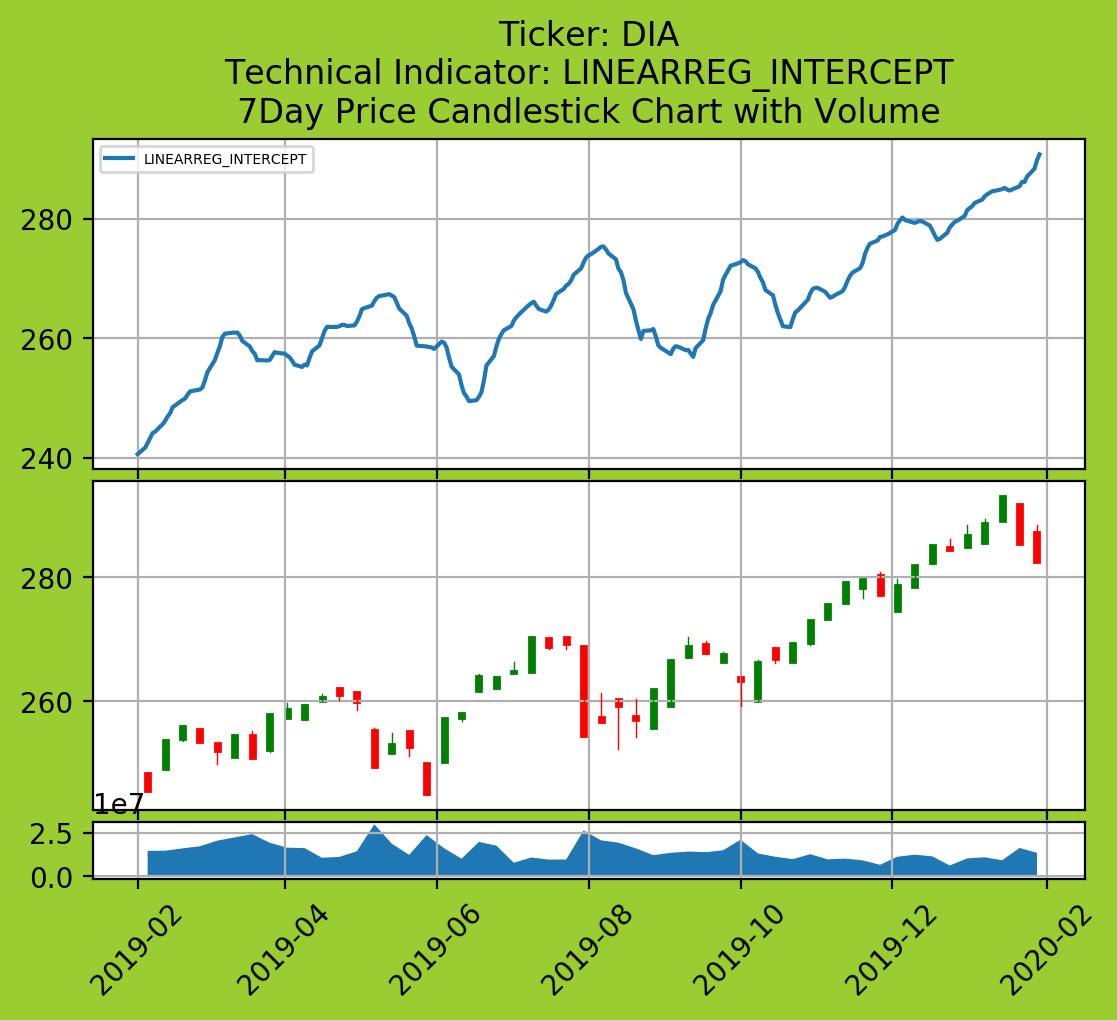 Ticker: DIA
Technical Indicator: LINEARREG_INTERCEPT
7Day Price Candlestick Chart with Volume
LINEARREG_INTERCEPT
280
260
240
280
260
1e7
2.5
0.0
2019-02
2019-04
2019-06
2019-08
2019-10
2019-12
2020-02